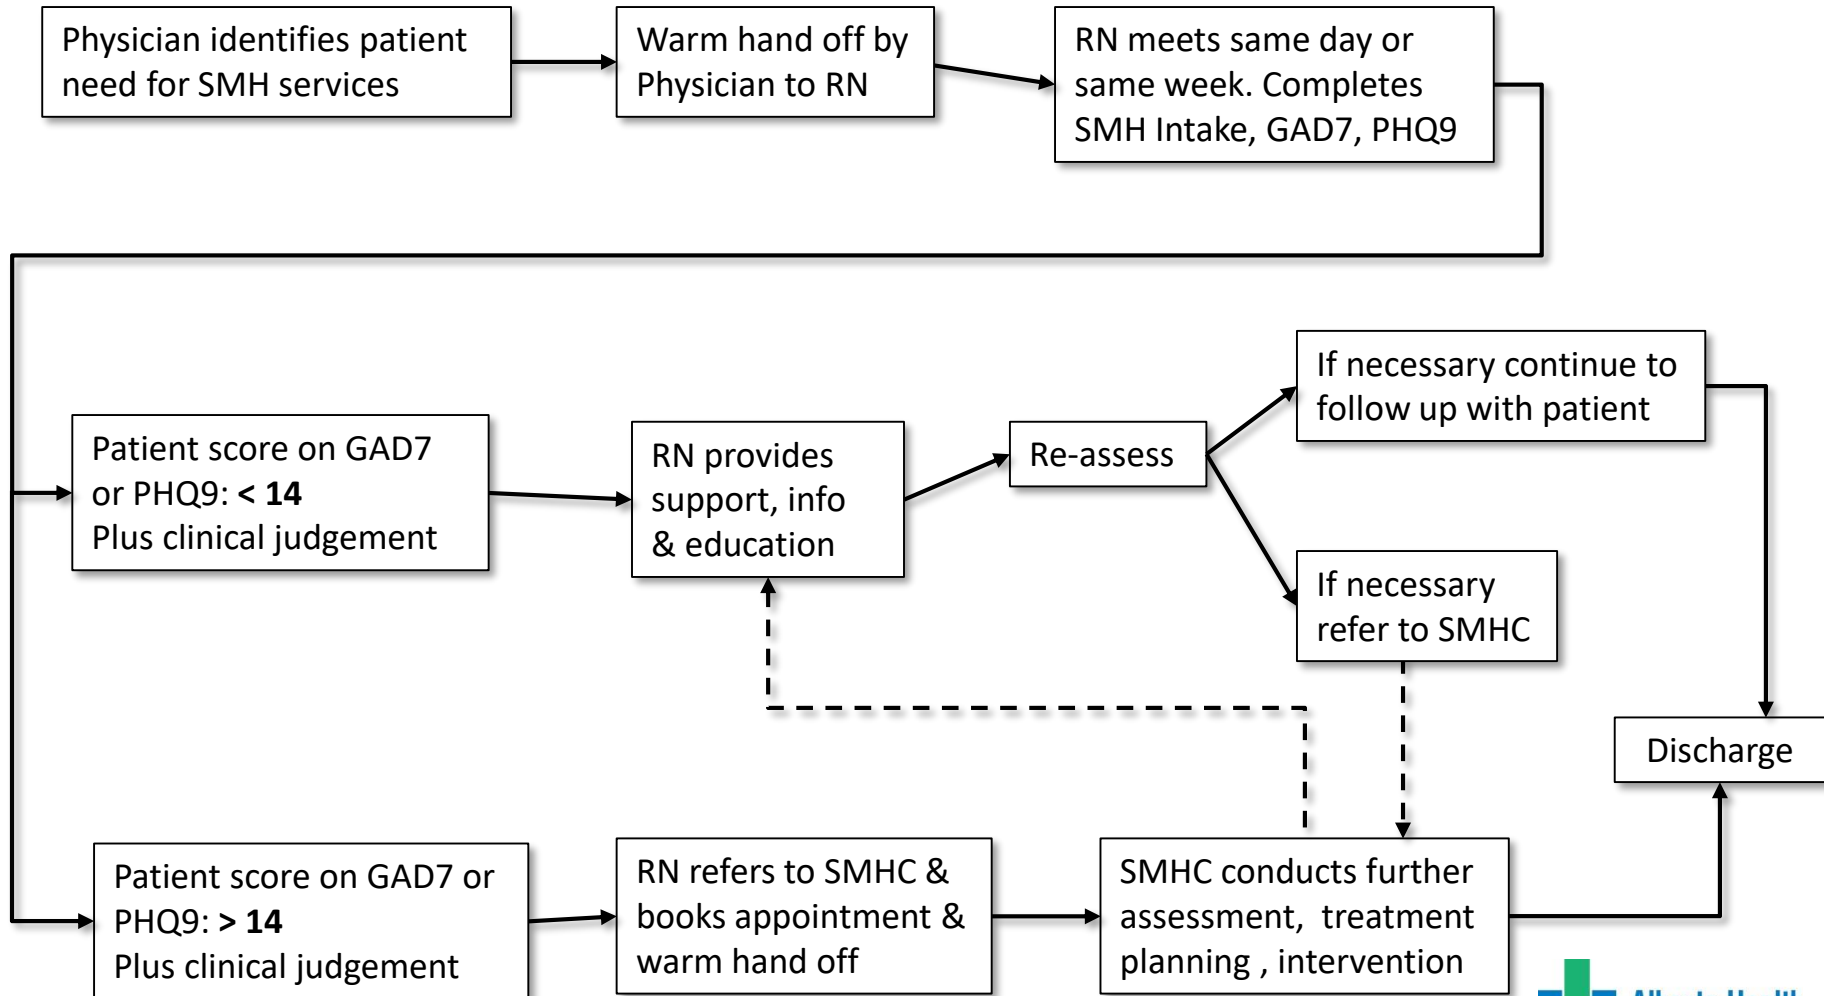 Physician identifies patient
need for SMH services
Warm hand off by
Physician to RN
RN meets same day or
same week. Completes
SMH Intake, GAD7, PHQ9
Patient score on GAD7
or PHQ9: < 14
Plus clinical judgement
RN provides
support, info
& education
Re-assess
If necessary continue to
follow up with patient
If necessary
refer to SMHC
Discharge
Patient score on GAD7 or
PHQ9: > 14
Plus clinical judgement
RN refers to SMHC &
books appointment &
warm hand off
SMHC conducts further
assessment,  treatment
planning , intervention